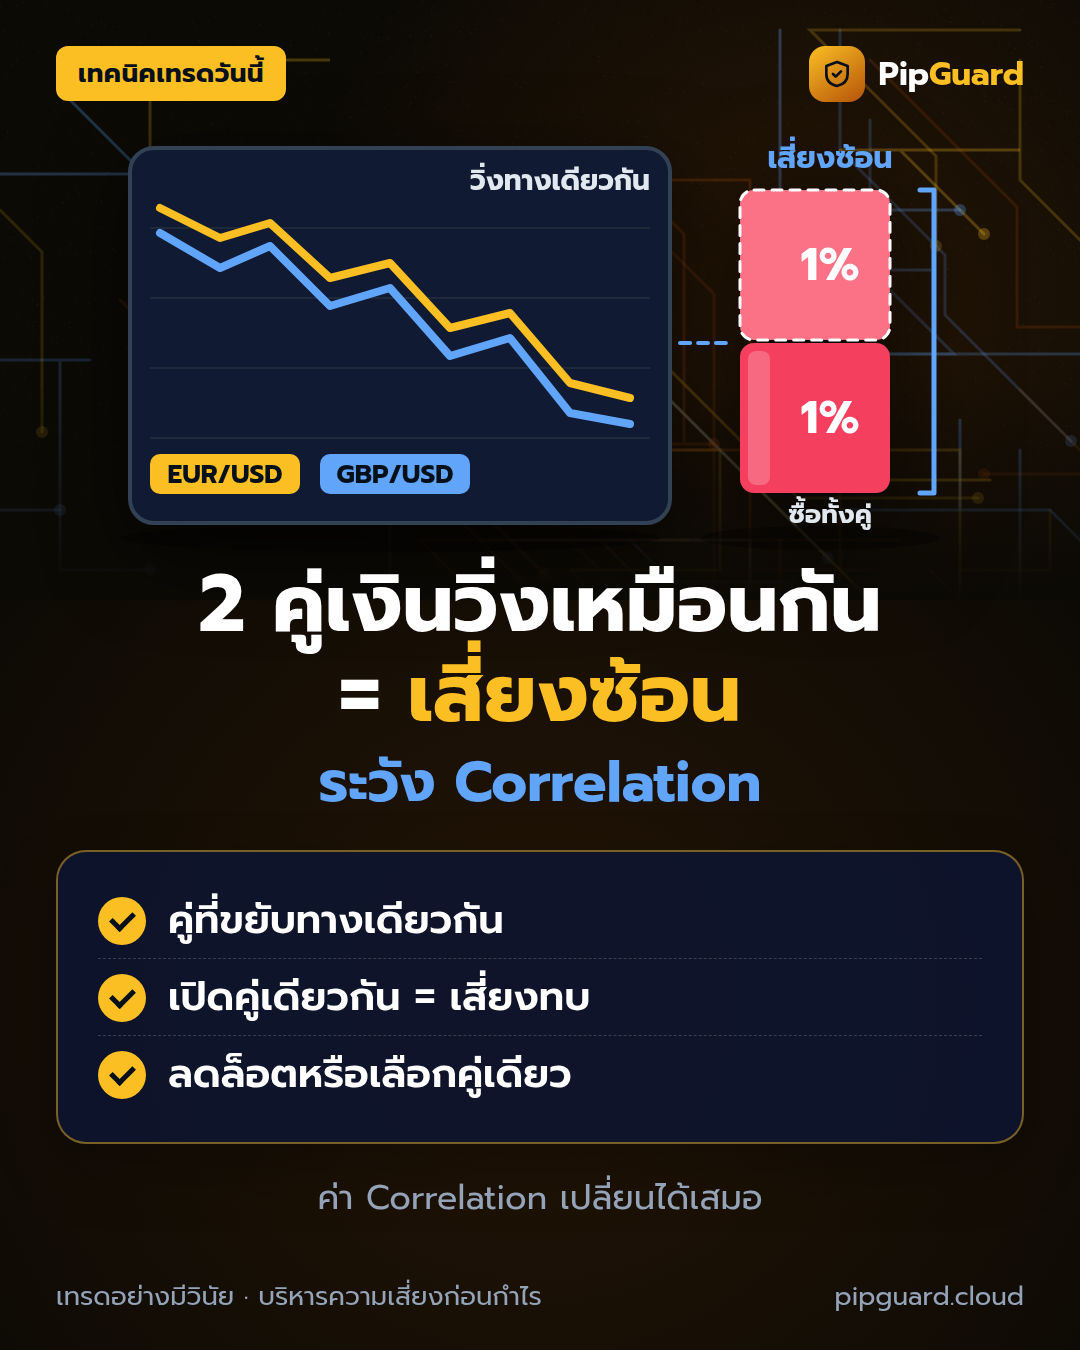 เทคนิคเทรดวันนี้
PipGuard
วิ่งทางเดียวกัน
EUR/USD
GBP/USD
เสี่ยงซ้อน
1%
1%
ซื้อทั้งคู่
2 คู่เงินวิ่งเหมือนกัน
= เสี่ยงซ้อน
ระวัง Correlation
คู่ที่ขยับทางเดียวกัน
เปิดคู่เดียวกัน = เสี่ยงทบ
ลดล็อตหรือเลือกคู่เดียว
ค่า Correlation เปลี่ยนได้เสมอ
เทรดอย่างมีวินัย · บริหารความเสี่ยงก่อนกำไร
pipguard.cloud